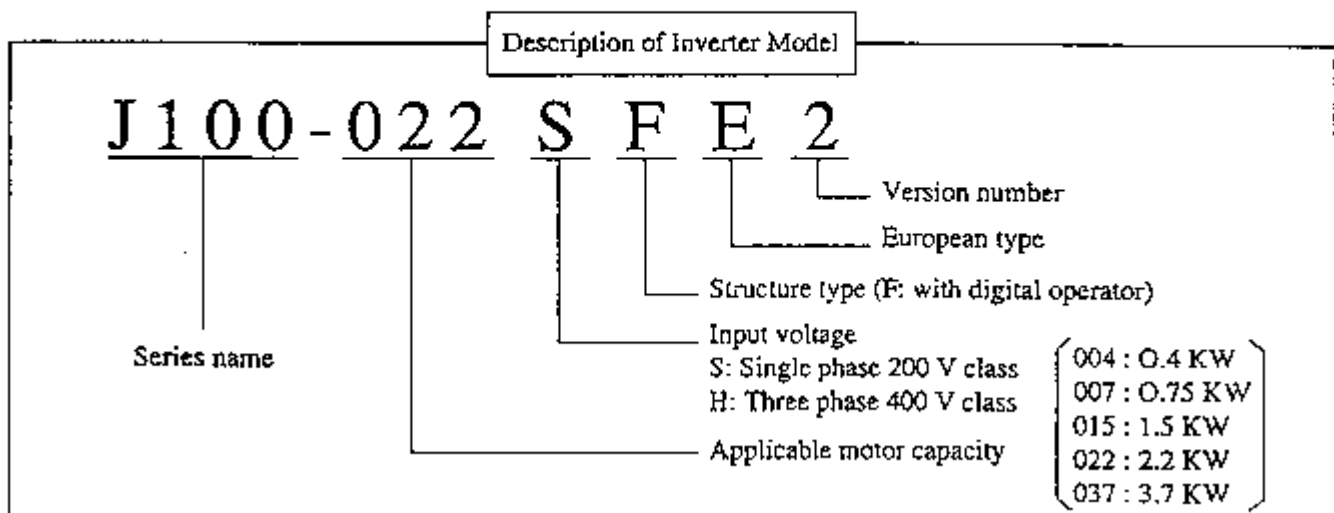 Description of Inverter Model
J100-022 S F E 2
Version number
European type
Structure type (F: with digital operator)
Input voltage
S: Single phase 200 V class
H: Three phase 400 V class
Series name
Applicable motor capacity
004 : O.4 KW
007 : O.75 KW
015 : 1.5 KW
022 : 2.2 KW
037 : 3.7 KW